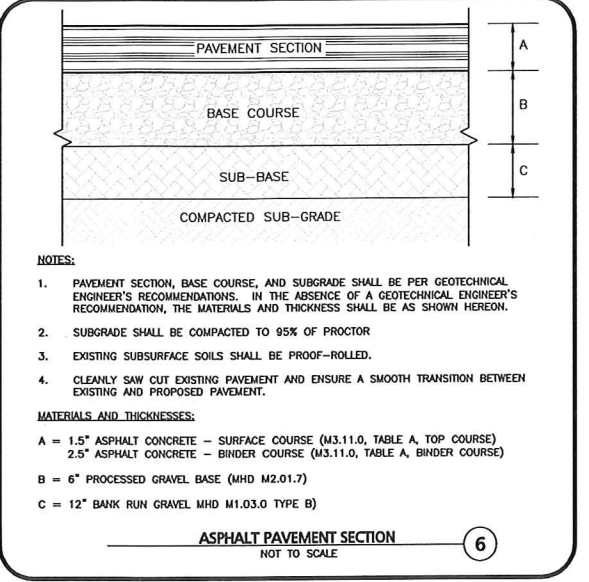 PAVEMENT SECTION
A
BASE COURSE
B
SUB-BASE
C
COMPACTED SUB-GRADE
NOTES:
1. PAVEMENT SECTION, BASE COURSE, AND SUBGRADE SHALL BE PER GEOTECHNICAL
ENGINEER'S RECOMMENDATIONS. IN THE ABSENCE OF A GEOTECHNICAL ENGINEER'S
RECOMMENDATION, THE MATERIALS AND THICKNESS SHALL BE AS SHOWN HEREON.
2. SUBGRADE SHALL BE COMPACTED TO 95% OF PROCTOR
3. EXISTING SUBSURFACE SOILS SHALL BE PROOF-ROLLED.
4. CLEANLY SAW CUT EXISTING PAVEMENT AND ENSURE A SMOOTH TRANSITION BETWEEN
EXISTING AND PROPOSED PAVEMENT.
MATERIALS AND THICKNESSES:
A = 1.5" ASPHALT CONCRETE - SURFACE COURSE (M3.11.0, TABLE A, TOP COURSE)
2.5" ASPHALT CONCRETE - BINDER COURSE (M3.11.0, TABLE A, BINDER COURSE)
B = 6" PROCESSED GRAVEL BASE (MHD M2.01.7)
C = 12" BANK RUN GRAVEL MHD M1.03.0 TYPE B)
ASPHALT PAVEMENT SECTION
NOT TO SCALE
6